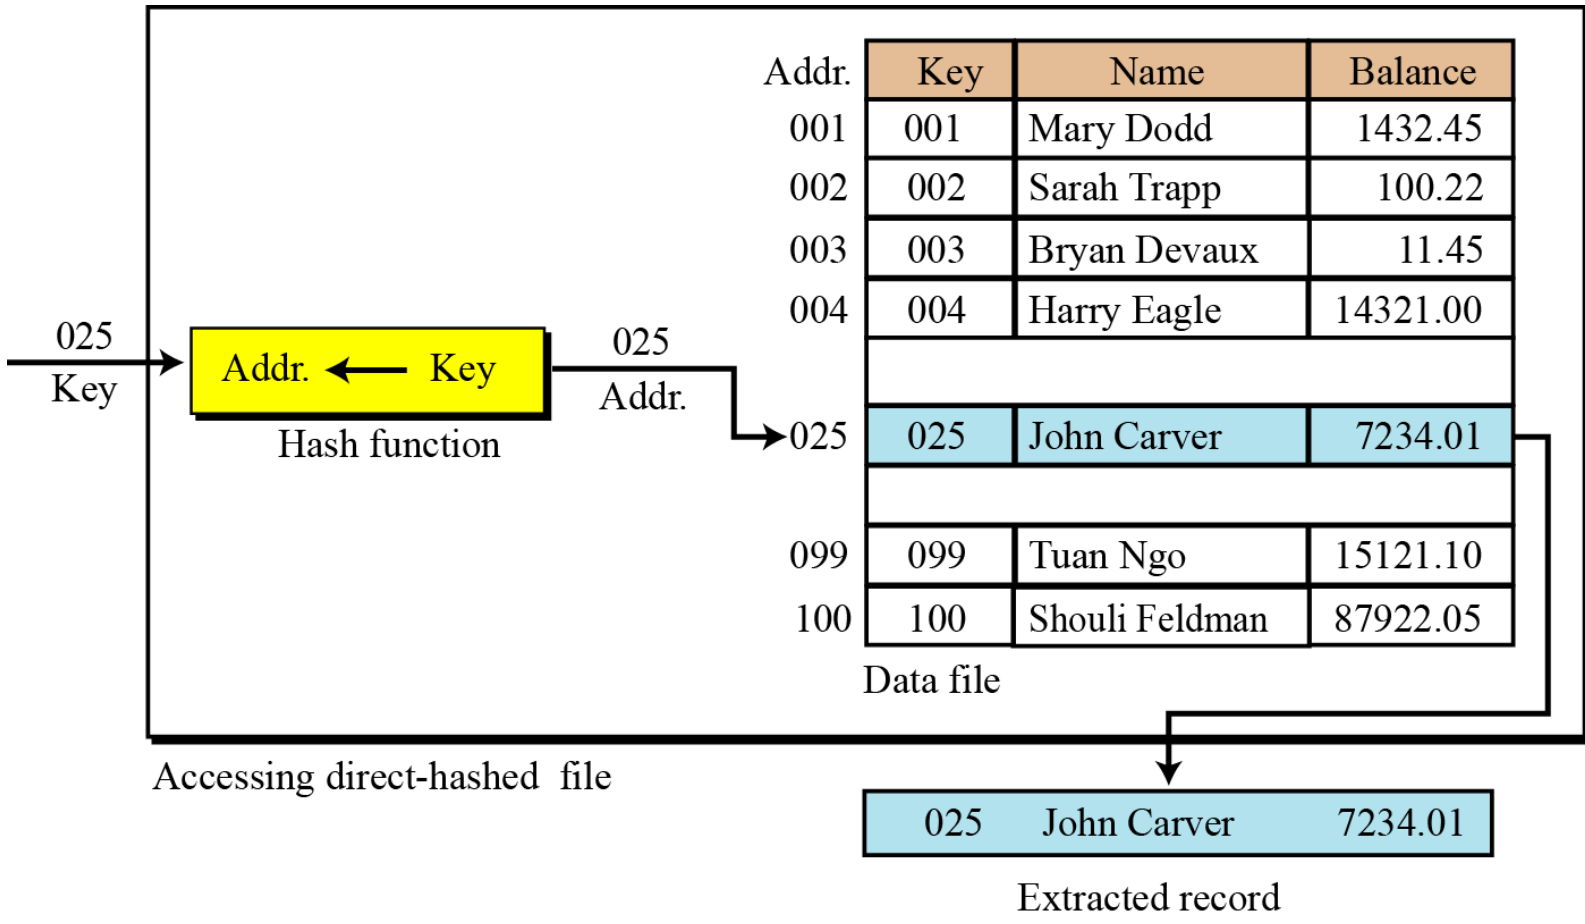 Addr. Key Name Balance
001 001 Mary Dodd 1432.45
002 002 Sarah Trapp 100.22
003 003 Bryan Devaux 11.45
004 004 Harry Eagle 14321.00
025
Key
Addr. Key
Hash function
025
Addr.
025 025 John Carver 7234.01
099 099 Tuan Ngo 15121.10
100 100 Shouli Feldman 87922.05
Data file
Accessing direct-hashed file
025 John Carver 7234.01
Extracted record